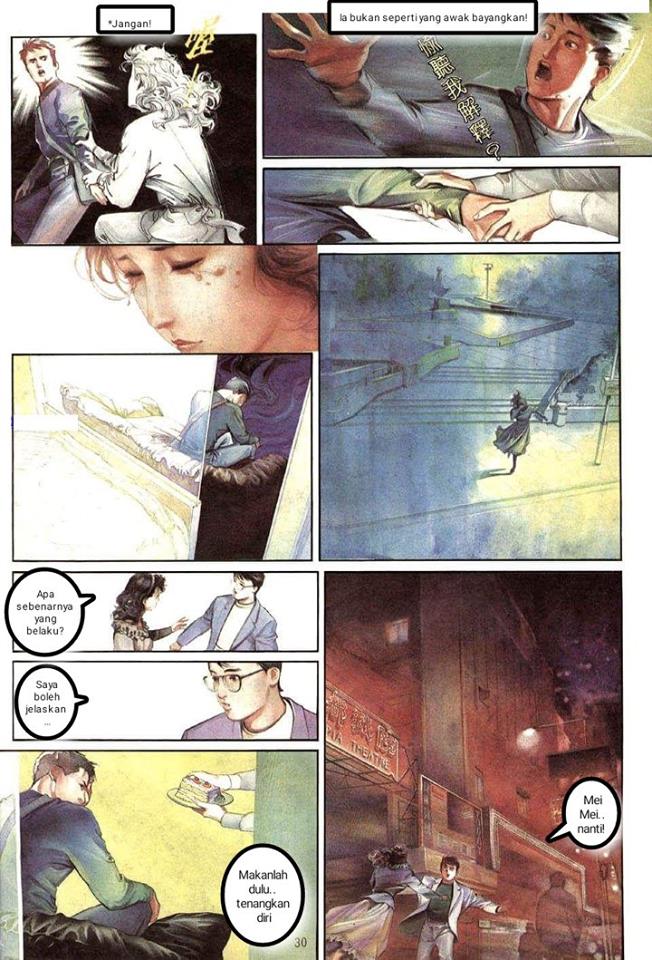 *Jangan!
Ia bukan seperti yang awak bayangkan!
喔
聽我解釋?
Apa
sebenarnya
yang
belaku?
Saya
boleh
jelaskan
...
THEATRE
Mei
Mei..
nanti!
Makanlah
dulu..
tenangkan
diri
30